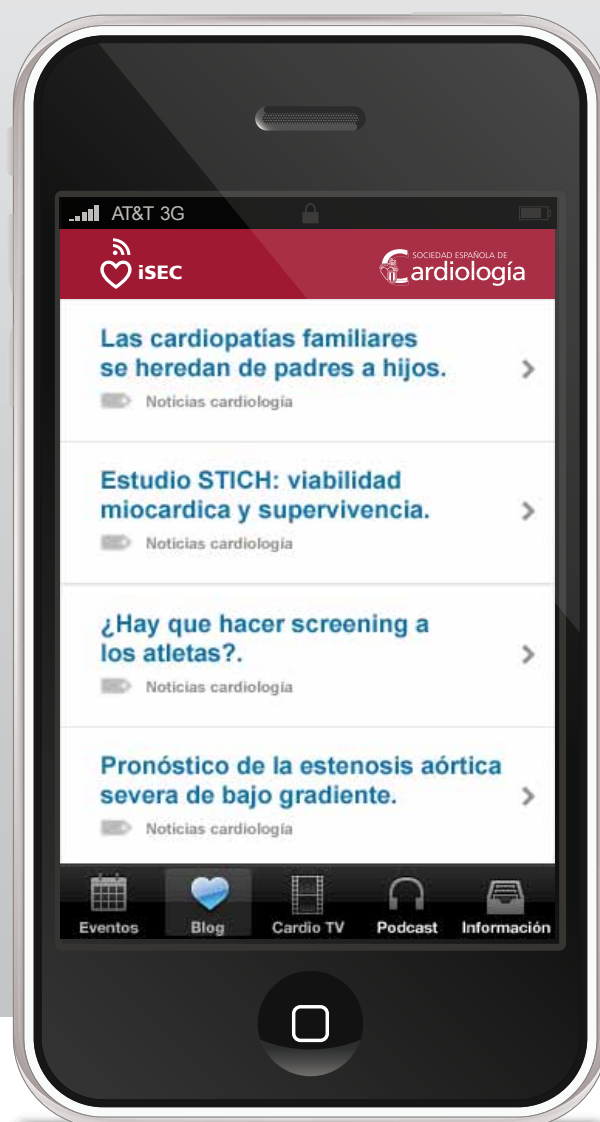 AT&T 3G
iSEC
SOCIEDAD ESPAÑOLA DE
Cardiología
Las cardiopatías familiares
se heredan de padres a hijos.
Noticias cardiología
Estudio STICH: viabilidad
miocardica y supervivencia.
Noticias cardiología
¿Hay que hacer screening a
los atletas?.
Noticias cardiología
Pronóstico de la estenosis aórtica
severa de bajo gradiente.
Noticias cardiología
Eventos Blog Cardio TV Podcast Información